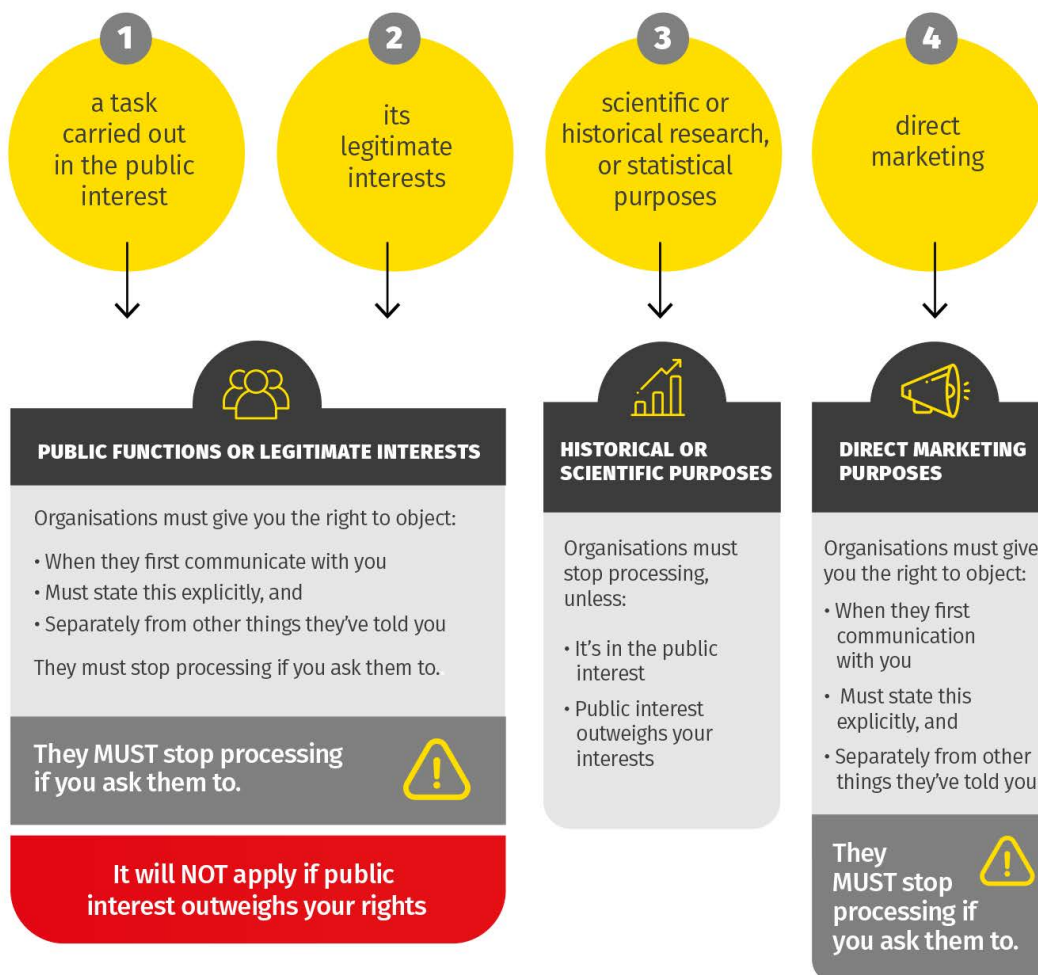 1
a task
carried out
in the public
interest
2
its
legitimate
interests
3
scientific or
historical research,
or statistical
purposes
4
direct
marketing
PUBLIC FUNCTIONS OR LEGITIMATE INTERESTS
Organisations must give you the right to object:
• When they first communicate with you
• Must state this explicitly, and
• Separately from other things they've told you
They must stop processing if you ask them to.
They MUST stop processing
if you ask them to.
It will NOT apply if public
interest outweighs your rights
HISTORICAL OR
SCIENTIFIC PURPOSES
Organisations must
stop processing,
unless:
• It's in the public
interest
• Public interest
outweighs your
interests
DIRECT MARKETING
PURPOSES
Organisations must give
you the right to object:
• When they first
communication
with you
• Must state this
explicitly, and
• Separately from other
things they've told you
They
MUST stop
processing if
you ask them to.